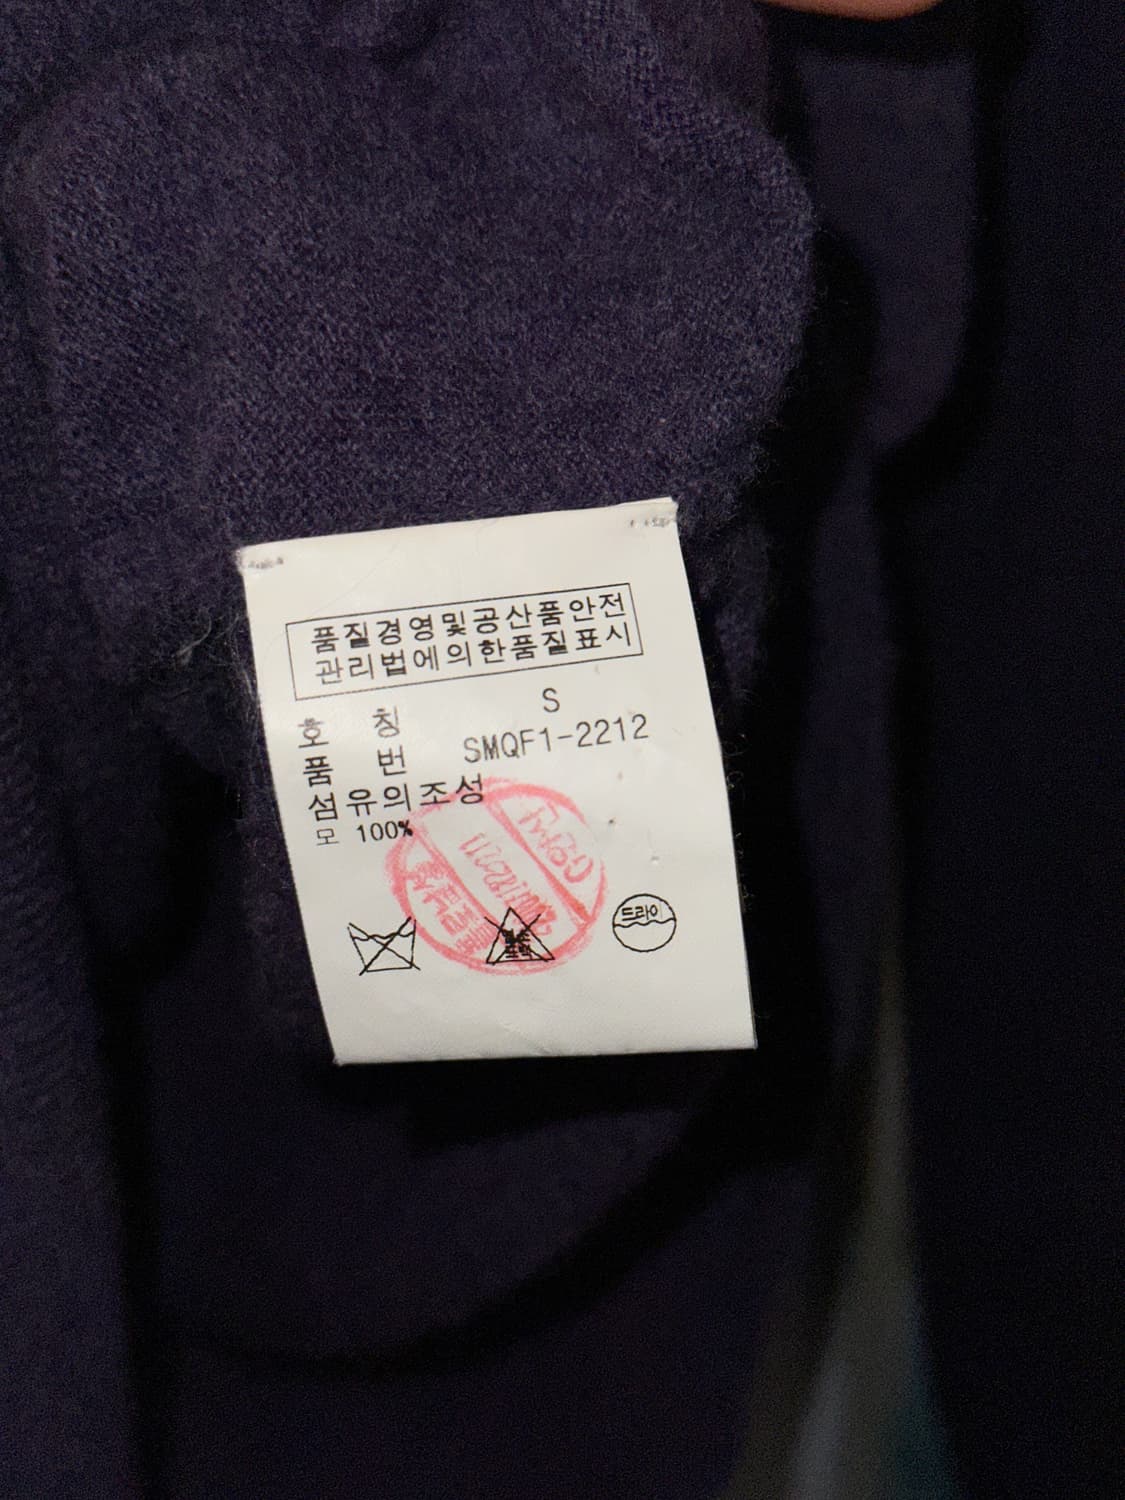 품질경영및공산품안전
관리법에의한품질표시
호 칭 S
품 번 SMQF1-2212
섬유의조성
모 100%
드라이